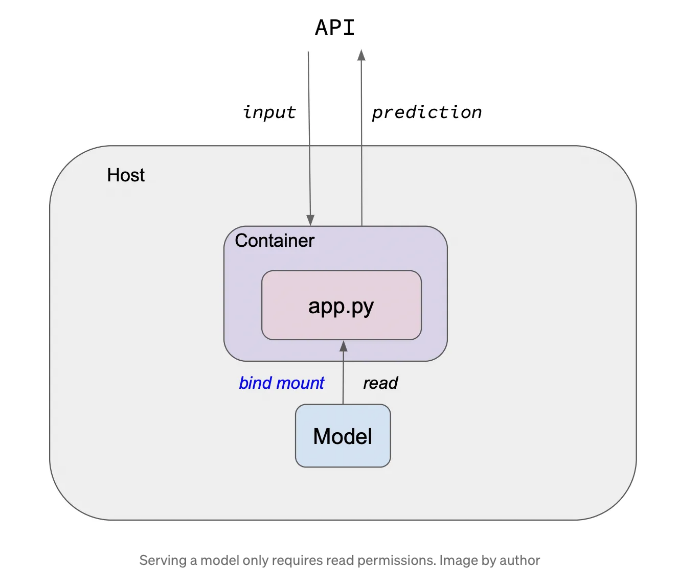 API
input
prediction
Host
Container
app.py
bind mount
read
Model
Serving a model only requires read permissions. Image by author